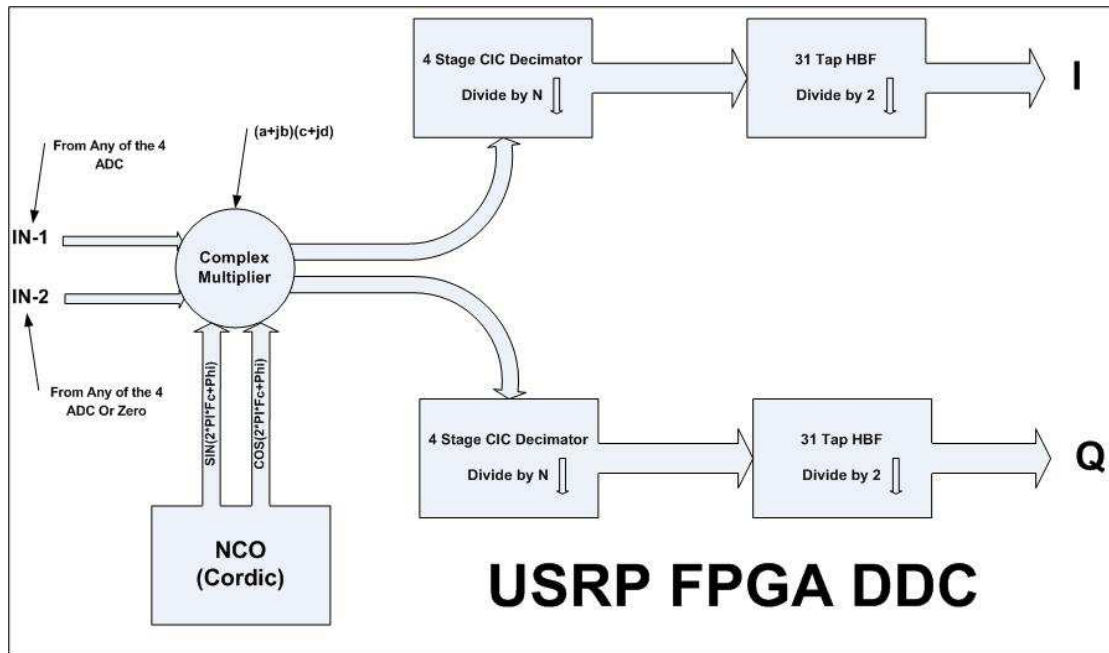 4 Stage CIC Decimator
Divide by N
31 Tap HBF
Divide by 2
I
(a+jb)(c+jd)
From Any of the 4
ADC
IN-1
Complex
Multiplier
IN-2
From Any of the 4
ADC Or Zero
SIN(2*PI*Fc+Phi)
COS(2*PI*Fc+Phi)
4 Stage CIC Decimator
Divide by N
31 Tap HBF
Divide by 2
Q
NCO
(Cordic)
USRP FPGA DDC